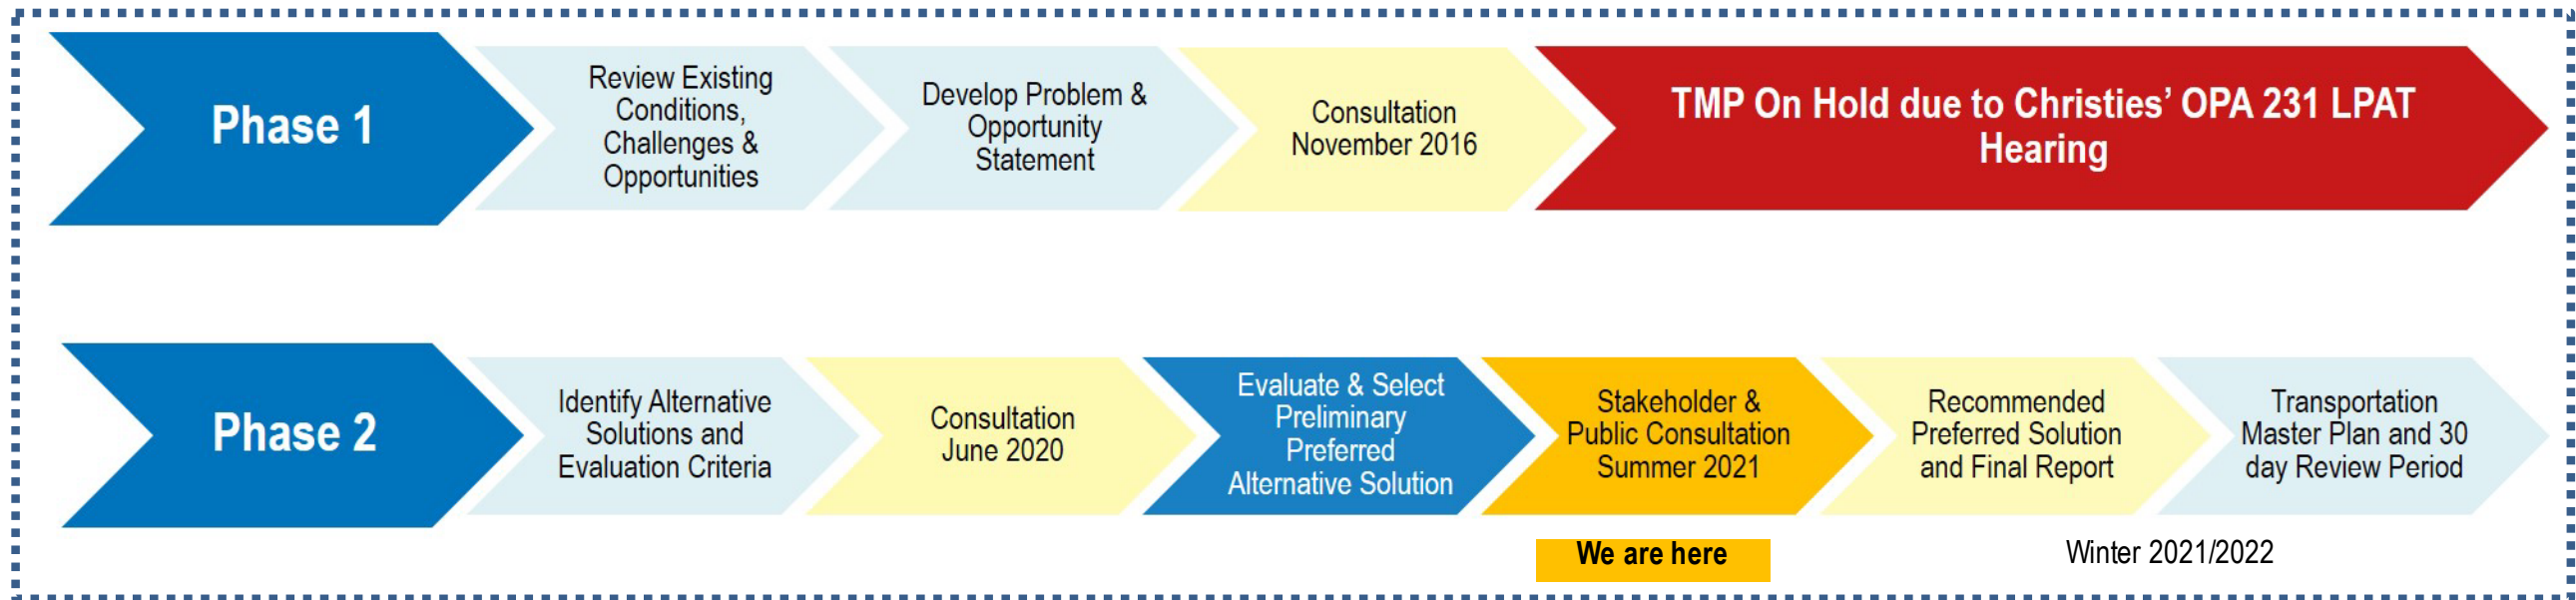 Phase 1
Review Existing
Conditions,
Challenges &
Opportunities
Develop Problem &
Opportunity
Statement
Consultation
November 2016
TMP On Hold due to Christies' OPA 231 LPAT
Hearing
Phase 2
Identify Alternative
Solutions and
Evaluation Criteria
Consultation
June 2020
Evaluate & Select
Preliminary
Preferred
Alternative Solution
Stakeholder &
Public Consultation
Summer 2021
Recommended
Preferred Solution
and Final Report
Transportation
Master Plan and 30
day Review Period
We are here
Winter 2021/2022